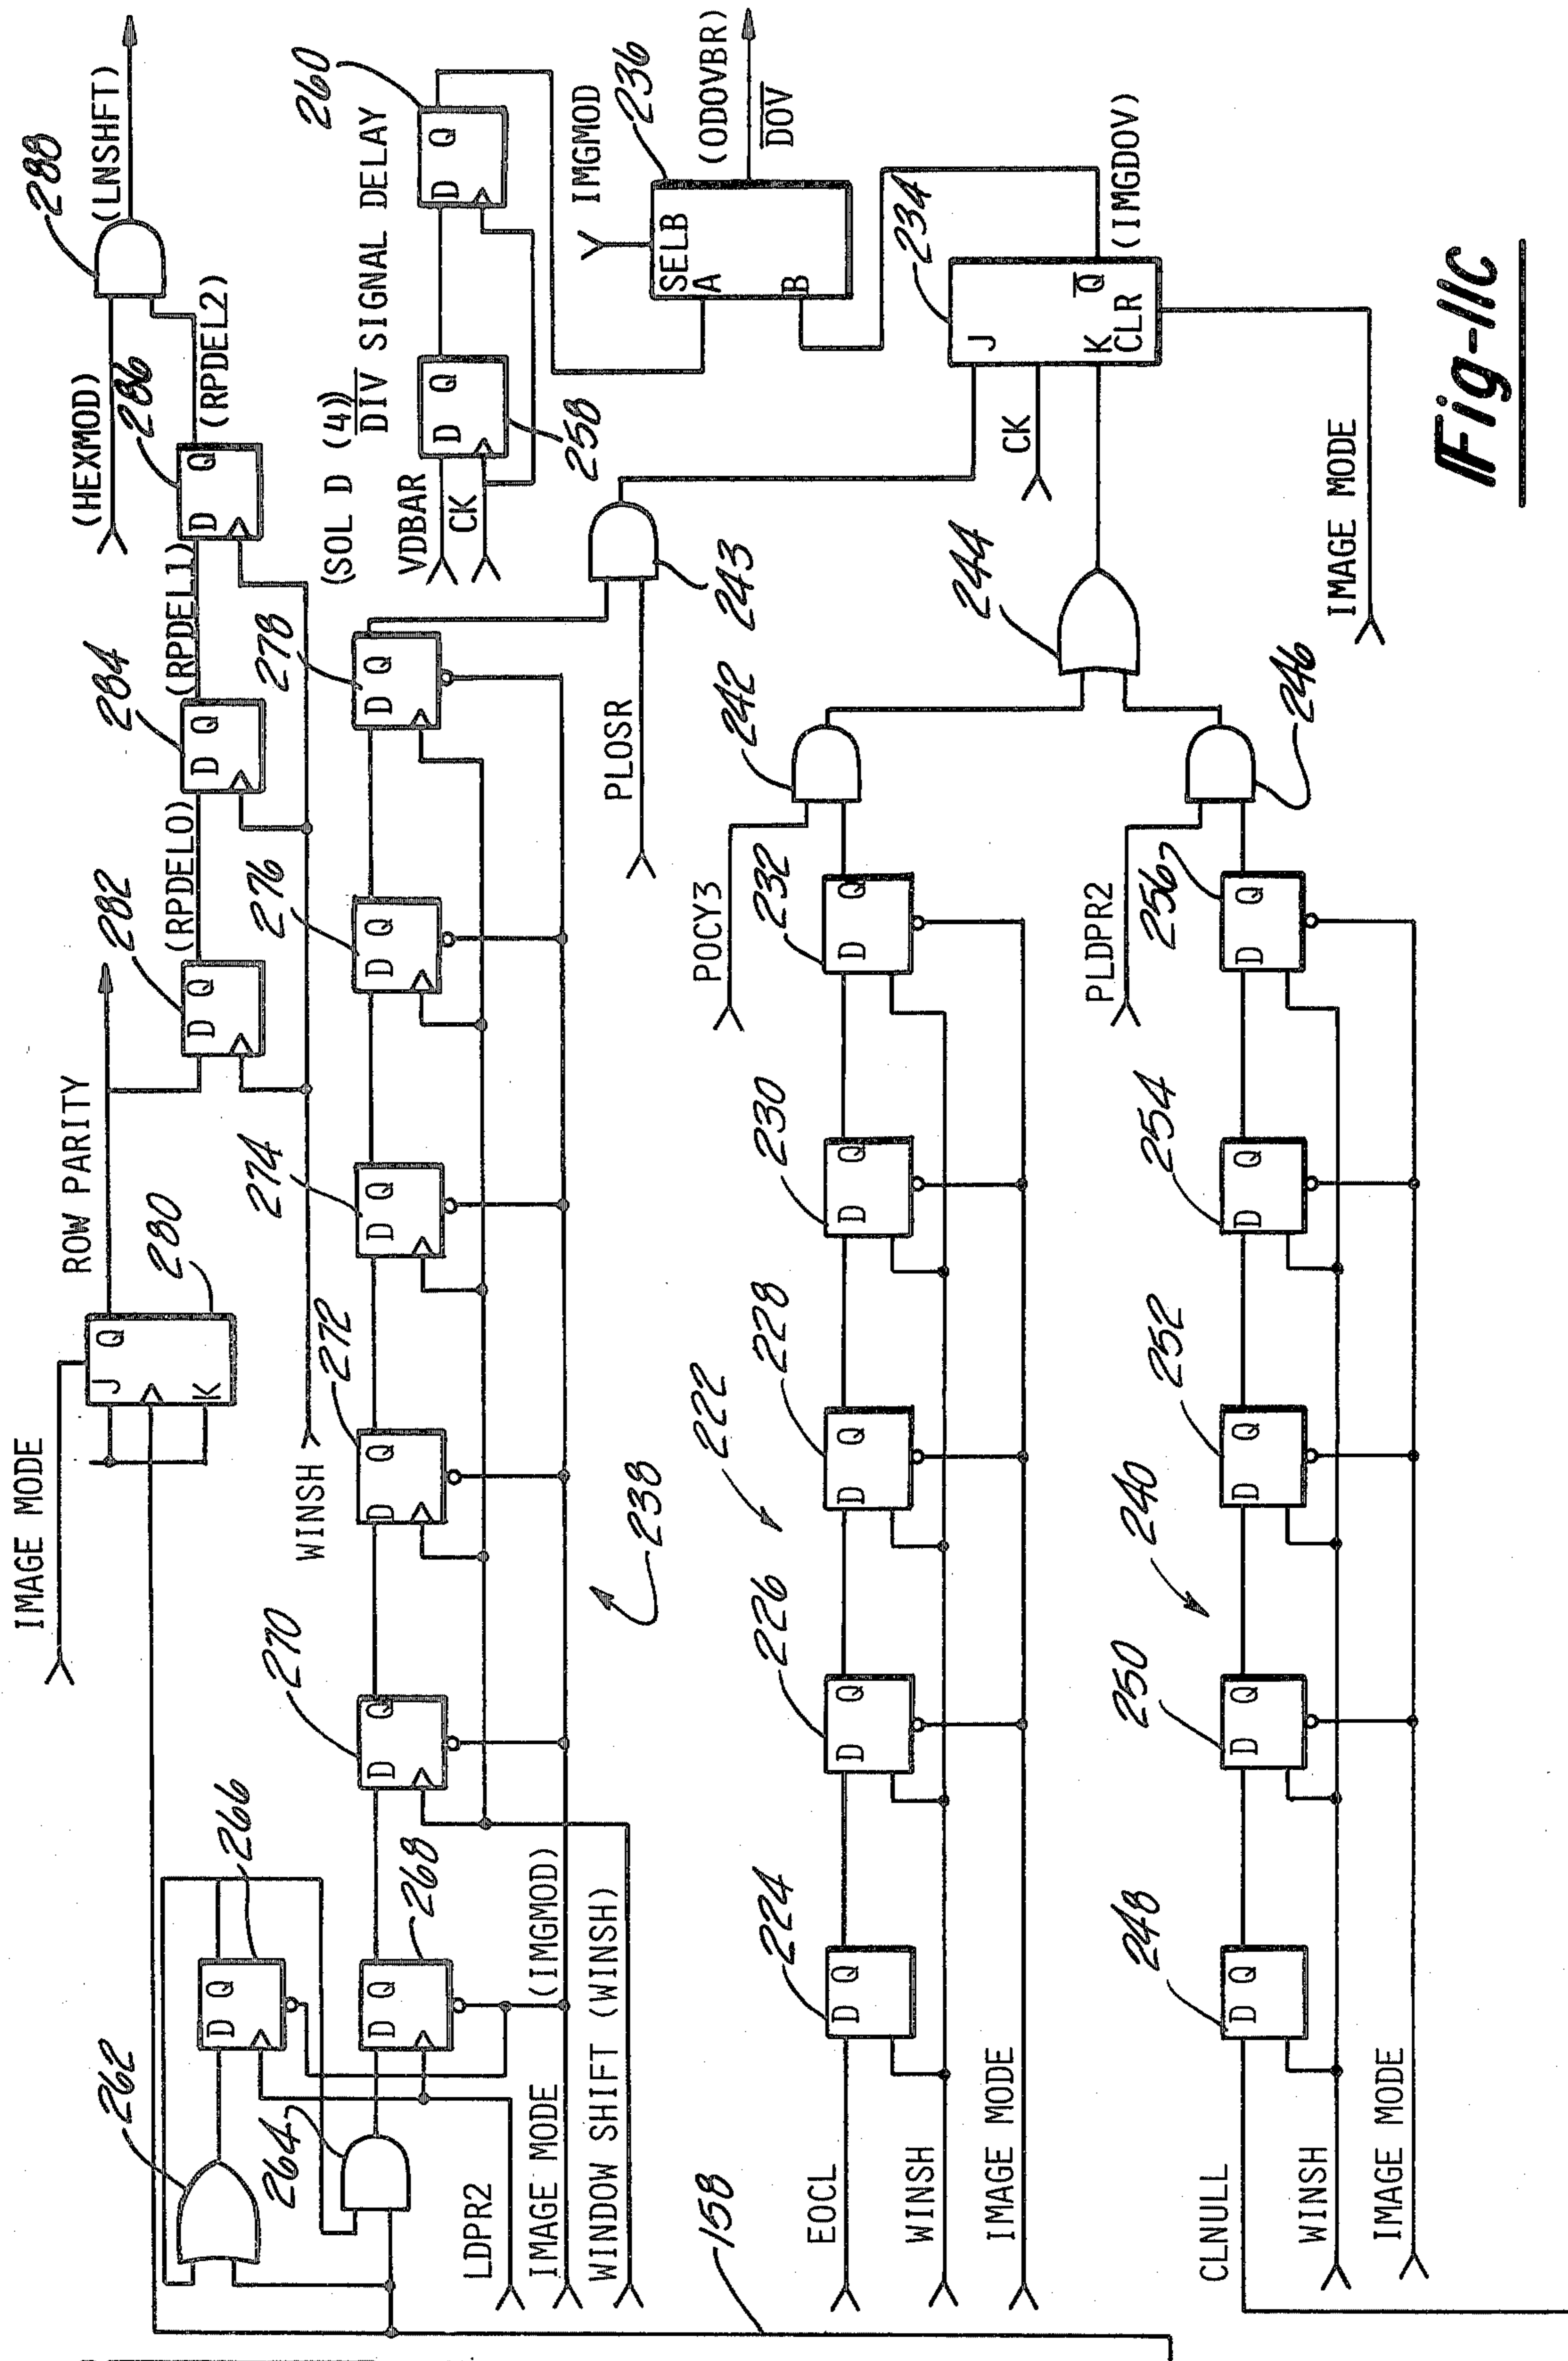 288
(LNSHFT)
(HEXMOD)
286
D Q
(RPDEL2)
(RPDEL1)
284
D Q
(RPDEL0)
282
D Q
ROW PARITY
280
J Q
K
IMAGE MODE
WINSH
260
(SOL D (4))
DIV SIGNAL DELAY
D Q
D Q
258
VDBAR
CK
IMGMOD
236
SELB
A
B
(ODOVBR)
DOV
234
J
K Q
CLR
(IMGDOV)
CK
IMAGE MODE
243
PLOSR
278
D Q
276
D Q
274
D Q
272
D Q
270
D Q
268
D Q
266
D Q
262
264
238
LDPR2
IMAGE MODE (IMGMOD)
WINDOW SHIFT (WINSH)
244
242
POCY3
232
D Q
230
D Q
228
D Q
222
226
D Q
224
D Q
EOCL
WINSH
IMAGE MODE
246
PLDPR2
256
D Q
254
D Q
252
D Q
240
250
D Q
248
D Q
CLNULL
WINSH
IMAGE MODE
158
Fig-11c